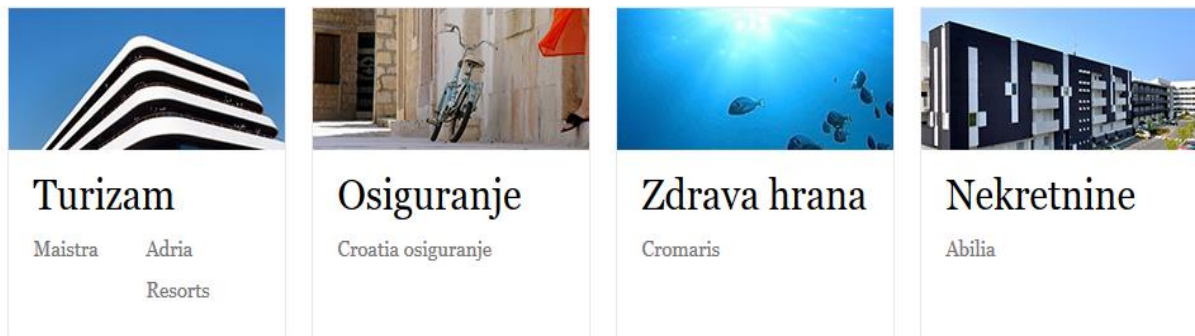 Turizam
Maistra
Adria
Resorts
Osiguranje
Croatia osiguranje
Zdrava hrana
Cromaris
Nekretnine
Abilia